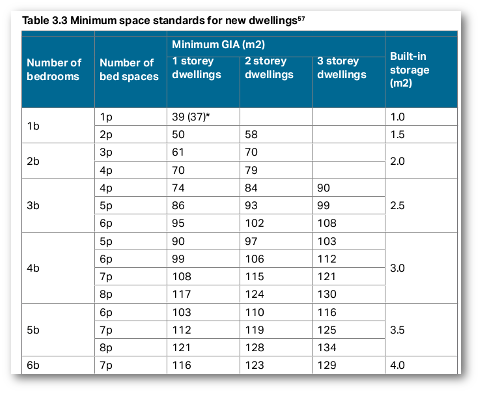 Table 3.3 Minimum space standards for new dwellings57
Number of bedrooms Number of bed spaces Minimum GIA (m2) Built-in storage (m2)
1 storey dwellings 2 storey dwellings 3 storey dwellings
1b 1p 39 (37)* 1.0
2p 50 58 1.5
2b 3p 61 70 2.0
4p 70 79
3b 4p 74 84 90 2.5
5p 86 93 99
6p 95 102 108
4b 5p 90 97 103 3.0
6p 99 106 112
7p 108 115 121
8p 117 124 130
5b 6p 103 110 116 3.5
7p 112 119 125
8p 121 128 134
6b 7p 116 123 129 4.0